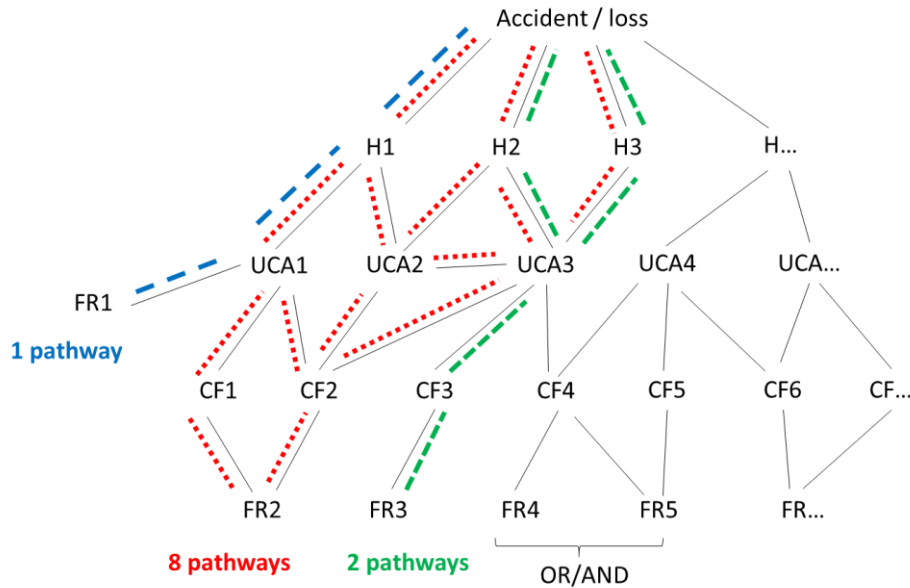 Accident / loss
H1 H2 H3 H...
UCA1 UCA2 UCA3 UCA4 UCA...
FR1
1 pathway
CF1 CF2 CF3 CF4 CF5 CF6 CF...
FR2 FR3 FR4 FR5 FR...
8 pathways 2 pathways
OR/AND